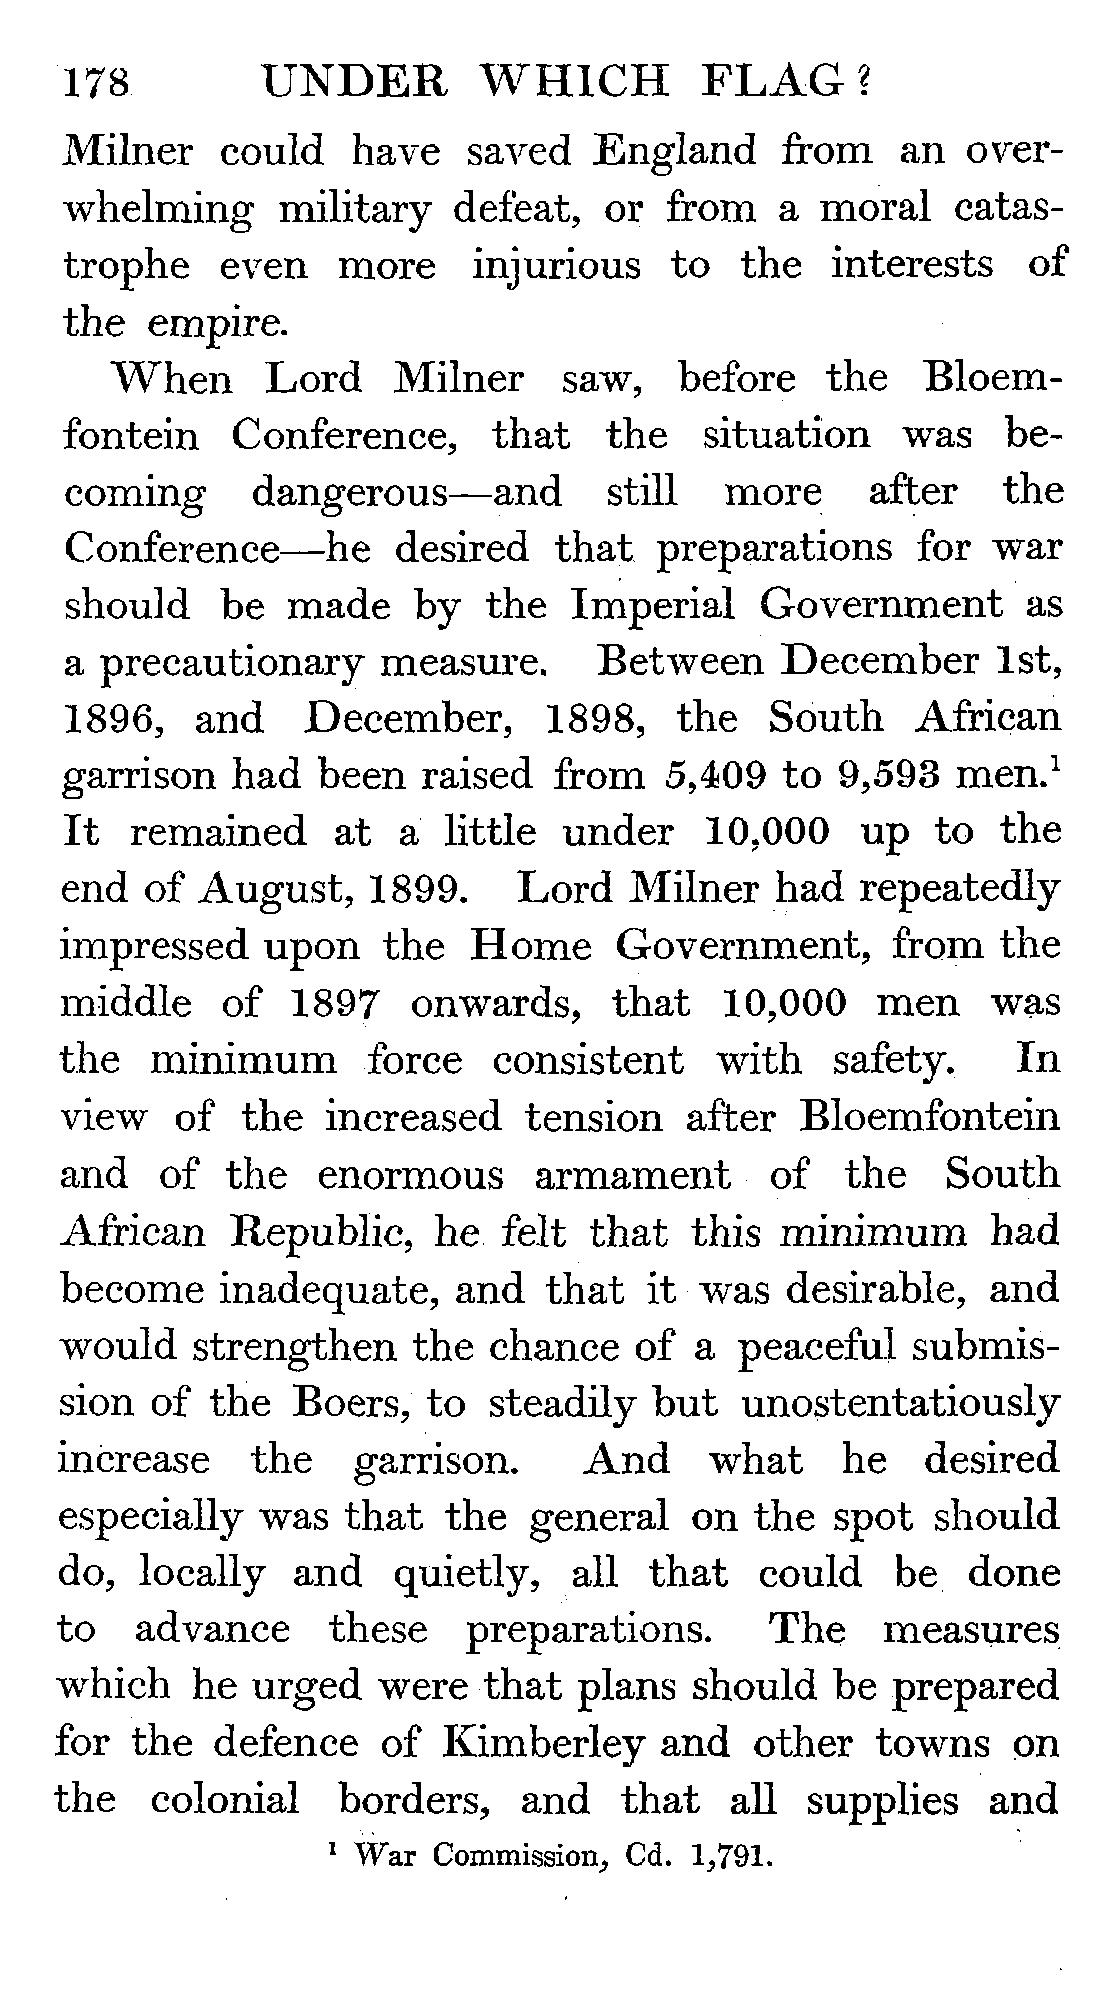 178 UNDER WHICH FLAG?
Milner could have saved England from an over-
whelming military defeat, or from a moral catas-
trophe even more injurious to the interests of
the empire.
When Lord Milner saw, before the Bloem-
fontein Conference, that the situation was be-
coming dangerous—and still more after the
Conference—he desired that preparations for war
should be made by the Imperial Government as
a precautionary measure. Between December 1st,
1896, and December, 1898, the South African
garrison had been raised from 5,409 to 9,593 men.¹
It remained at a little under 10,000 up to the
end of August, 1899. Lord Milner had repeatedly
impressed upon the Home Government, from the
middle of 1897 onwards, that 10,000 men was
the minimum force consistent with safety. In
view of the increased tension after Bloemfontein
and of the enormous armament of the South
African Republic, he felt that this minimum had
become inadequate, and that it was desirable, and
would strengthen the chance of a peaceful submis-
sion of the Boers, to steadily but unostentatiously
increase the garrison. And what he desired
especially was that the general on the spot should
do, locally and quietly, all that could be done
to advance these preparations. The measures
which he urged were that plans should be prepared
for the defence of Kimberley and other towns on
the colonial borders, and that all supplies and
¹ War Commission, Cd. 1,791.